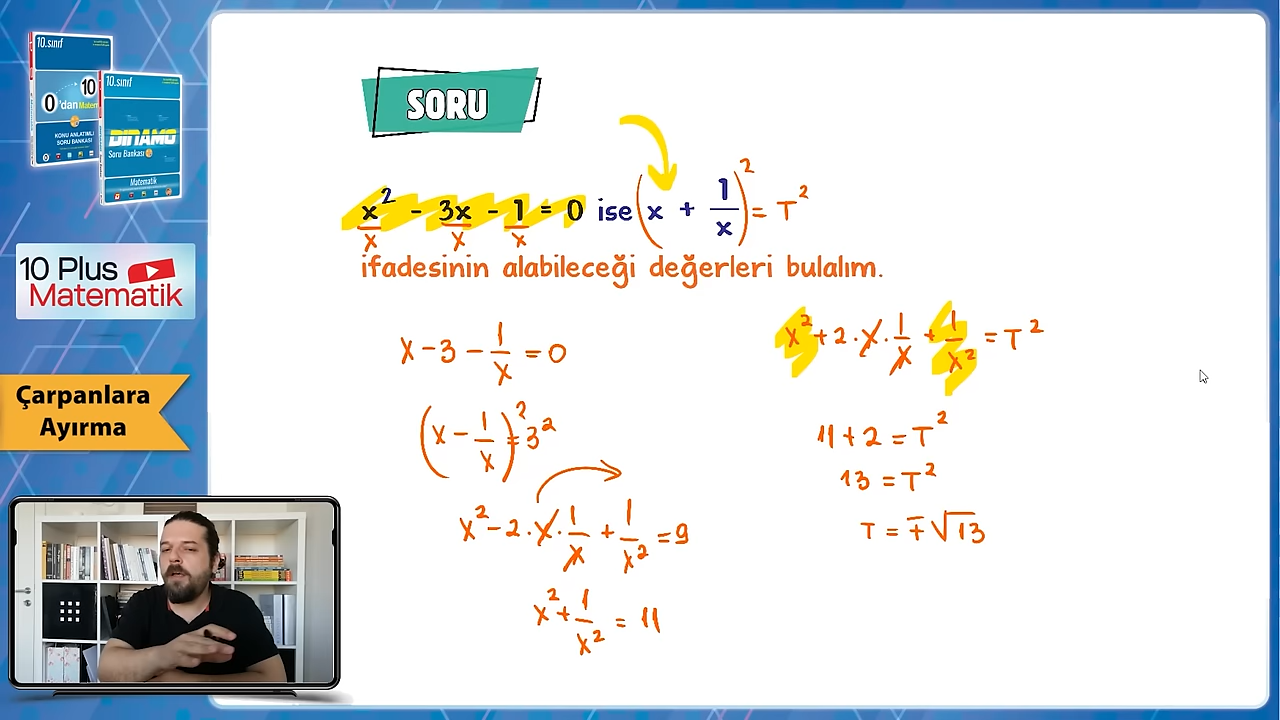 10.sınıf
0'dan 10
KONU ANLATIMLI
SORU BANKASI
10.sınıf
DİNAMO
Soru Bankası
Matematik
10 Plus
Matematik
Çarpanlara
Ayırma
SORU
x² - 3x - 1 = 0 ise (x + 1/x)² = T²
x x x
ifadesinin alabileceği değerleri bulalım.
x - 3 - 1/x = 0
(x - 1/x)² = 3²
x² - 2 · x · 1/x + 1/x² = 9
x² + 1/x² = 11
x² + 2 · x · 1/x + 1/x² = T²
11 + 2 = T²
13 = T²
T = ∓√13